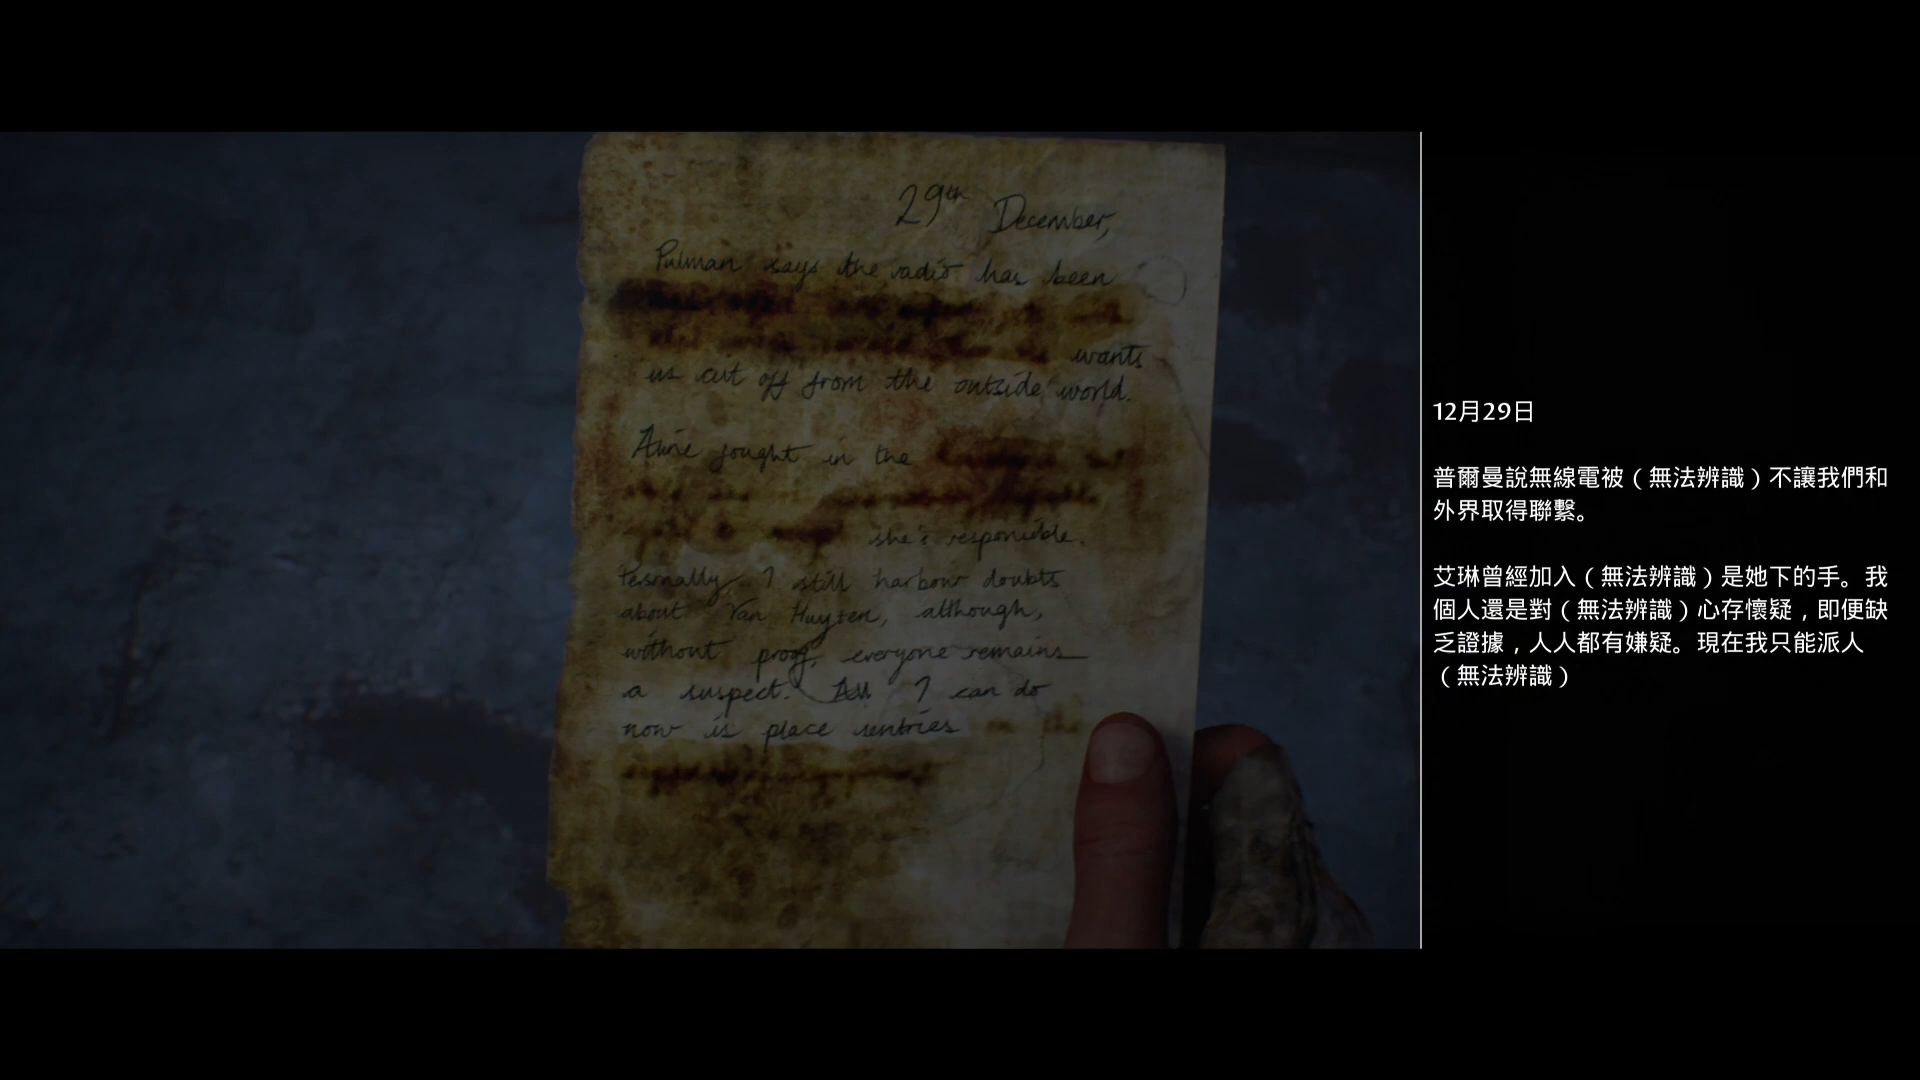 29th December,
Pulman says the radio has been
wants
us cut off from the outside world.
Aine fought in the
she's responsible.
Personally, I still harbour doubts
about Van Huyten, although,
without proof, everyone remains
a suspect. All I can do
now is place sentries
12月29日
普爾曼說無線電被（無法辨識）不讓我們和
外界取得聯繫。
艾琳曾經加入（無法辨識）是她下的手。我
個人還是對（無法辨識）心存懷疑，即便缺
乏證據，人人都有嫌疑。現在我只能派人
（無法辨識）